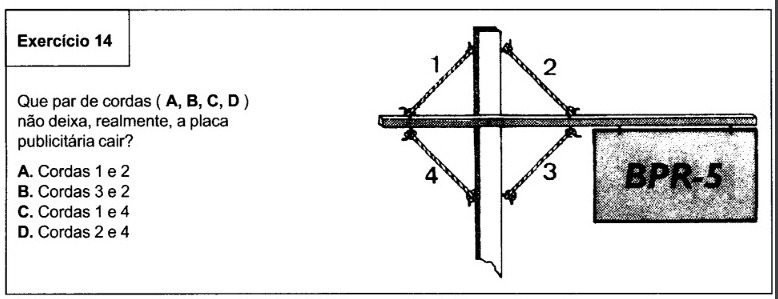 Exercício 14
Que par de cordas ( A, B, C, D )
não deixa, realmente, a placa
publicitária cair?
A. Cordas 1 e 2
B. Cordas 3 e 2
C. Cordas 1 e 4
D. Cordas 2 e 4
1
2
4
3
BPR-5